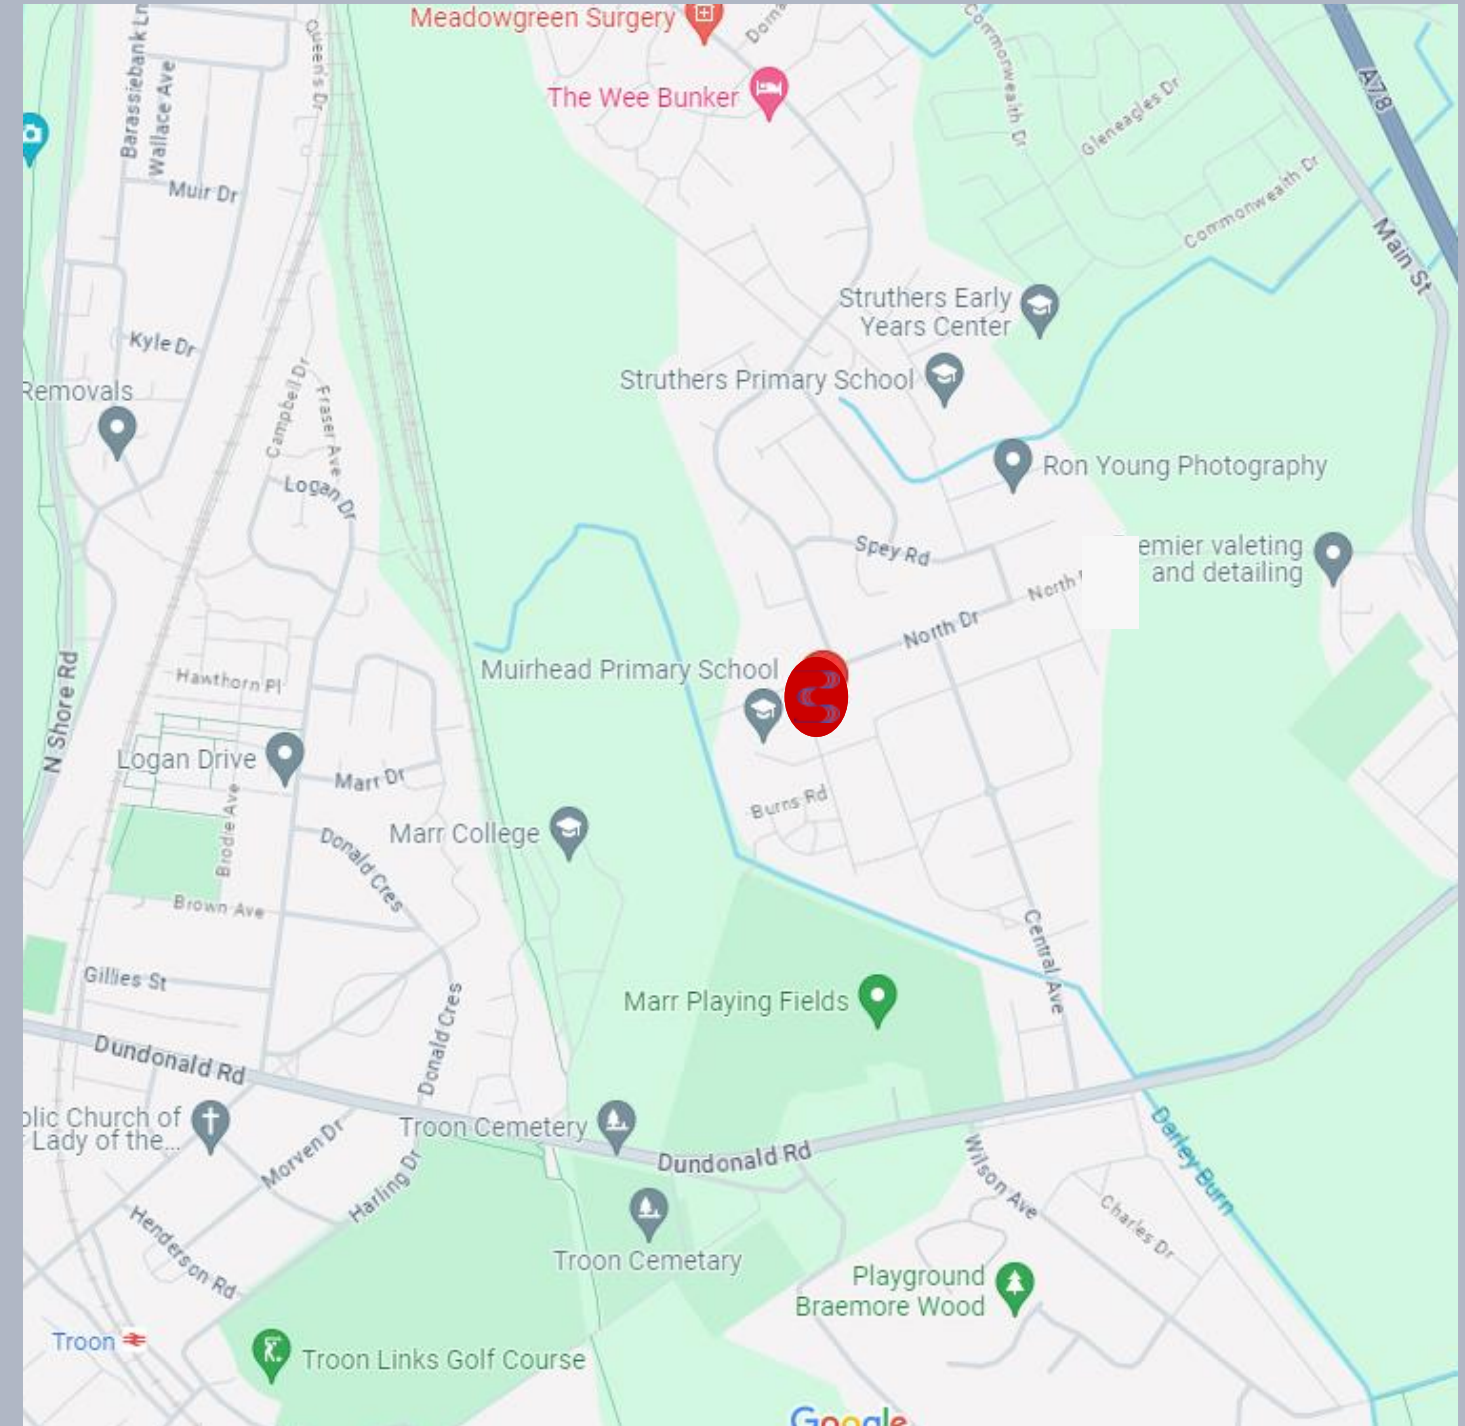 Meadowgreen Surgery
Queen's Dr
Barassiebank Ln
Wallace Ave
Commonwealth Dr
The Wee Bunker
A78
Gleneagles Dr
Muir Dr
Commonwealth Dr
Main St
Struthers Early
Years Center
Kyle Dr
Struthers Primary School
Removals
Campbell Dr
Fraser Ave
Ron Young Photography
Logan Dr
Spey Rd
emier valeting
and detailing
North
North Dr
Muirhead Primary School
Hawthorn Pl
N Shore Rd
Logan Drive
Marr Dr
Burns Rd
Brodie Ave
Marr College
Donald Cres
Brown Ave
Central Ave
Gillies St
Marr Playing Fields
Donald Cres
Dundonald Rd
olic Church of
Lady of the...
Troon Cemetery
Morven Dr
Dundonald Rd
Darley Burn
Wilson Ave
Harling Dr
Charles Dr
Henderson Rd
Troon Cemetary
Playground
Braemore Wood
Troon
Troon Links Golf Course
Google